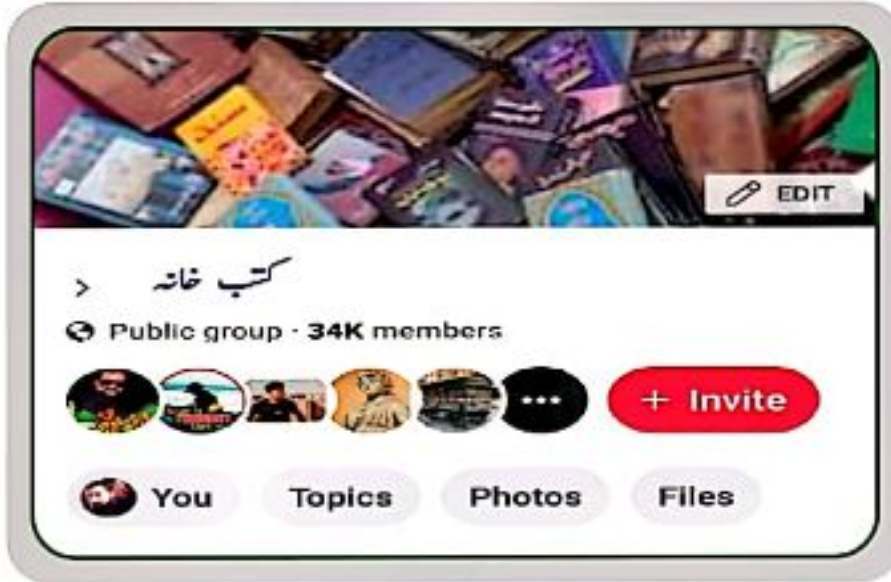 EDIT
کتب خانہ
Public group · 34K members
+ Invite
You Topics Photos Files